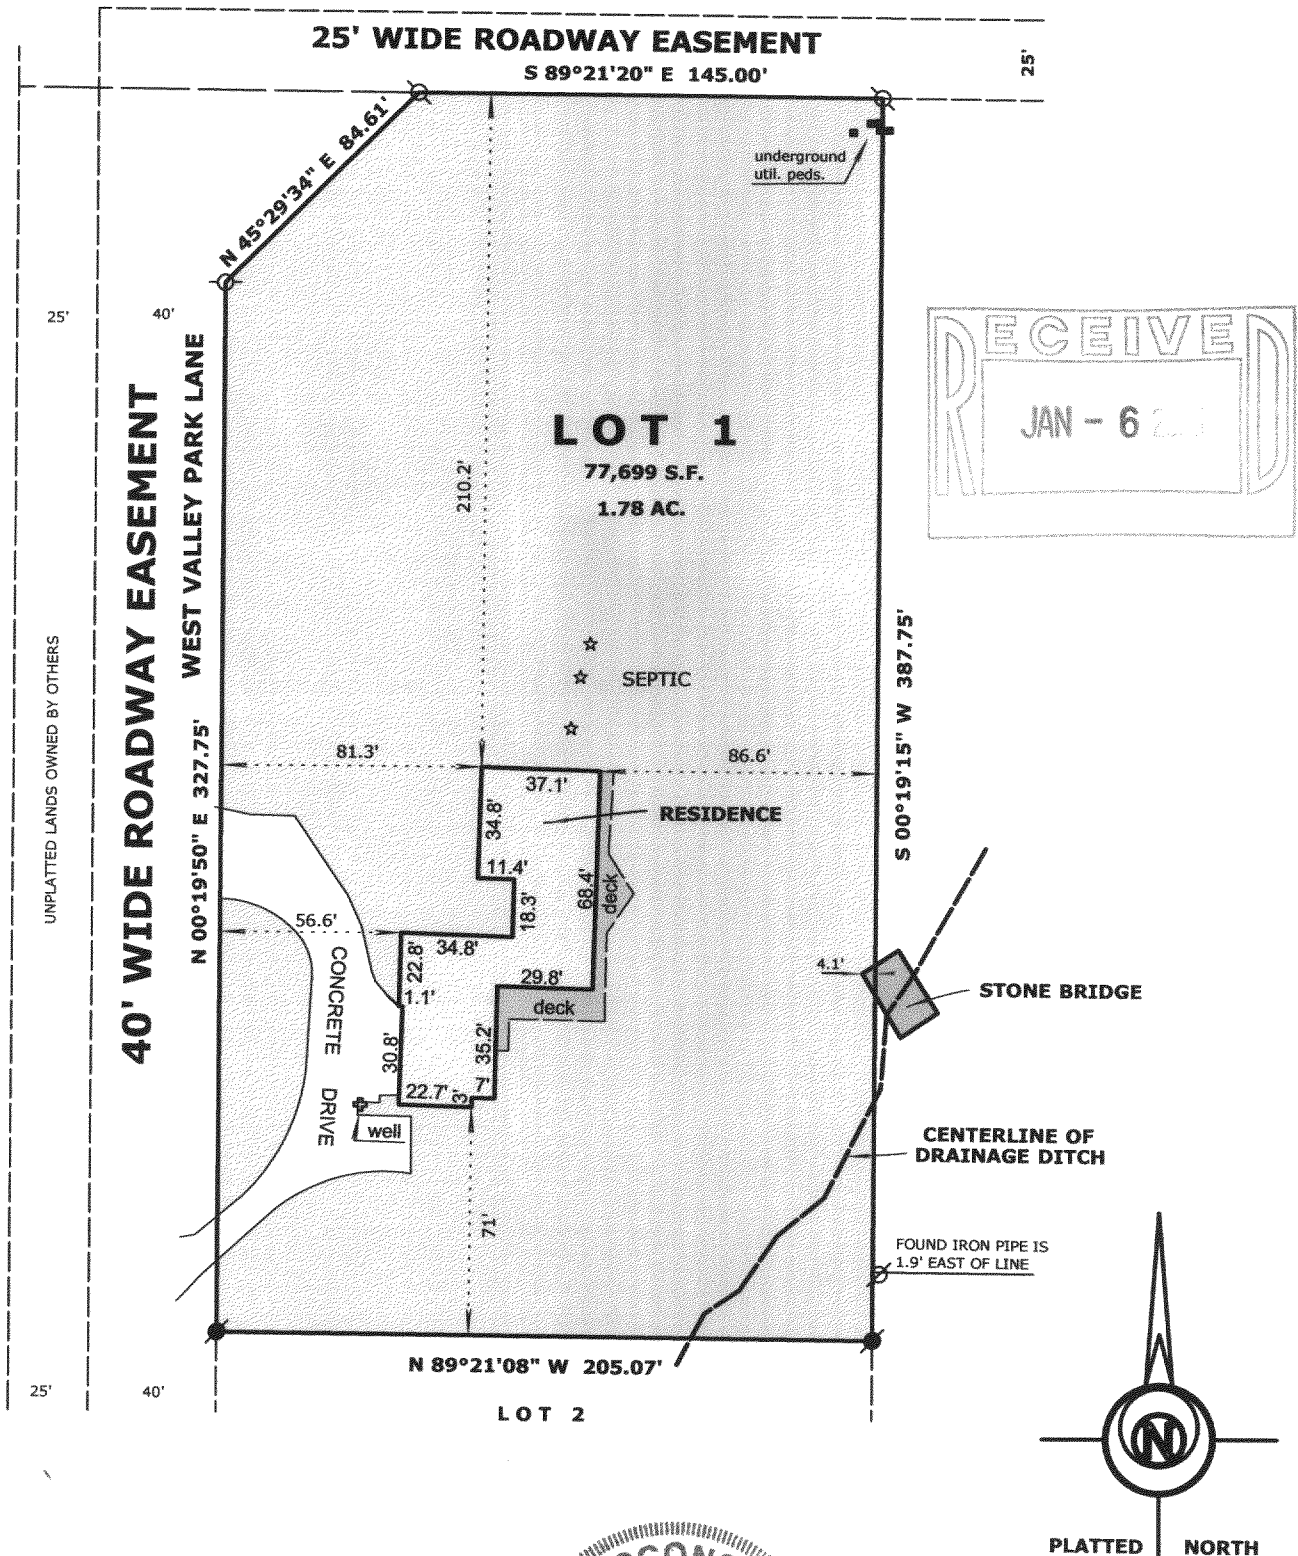 25' WIDE ROADWAY EASEMENT
S 89°21'20" E 145.00'
25'
N 45°29'34" E 84.61'
underground
util. peds.
25'
40'
RECEIVED
JAN - 6
40' WIDE ROADWAY EASEMENT
WEST VALLEY PARK LANE
N 00°19'50" E 327.75'
UNPLATTED LANDS OWNED BY OTHERS
LOT 1
77,699 S.F.
1.78 AC.
210.2'
S 00°19'15" W 387.75'
SEPTIC
81.3'
86.6'
37.1'
RESIDENCE
34.8'
11.4'
68.4'
deck
18.3'
56.6'
34.8'
22.8'
CONCRETE DRIVE
1.1'
29.8'
deck
4.1'
STONE BRIDGE
30.8'
35.2'
22.7'
3'
7'
well
CENTERLINE OF
DRAINAGE DITCH
71'
FOUND IRON PIPE IS
1.9' EAST OF LINE
N 89°21'08" W 205.07'
25'
40'
LOT 2
N
PLATTED NORTH